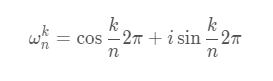 ω_n^k = cos k/n 2π + i sin k/n 2π